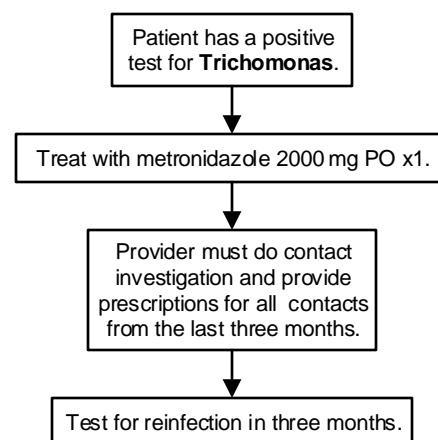 Patient has a positive
test for Trichomonas.
Treat with metronidazole 2000 mg PO x1.
Provider must do contact
investigation and provide
prescriptions for all contacts
from the last three months.
Test for reinfection in three months.